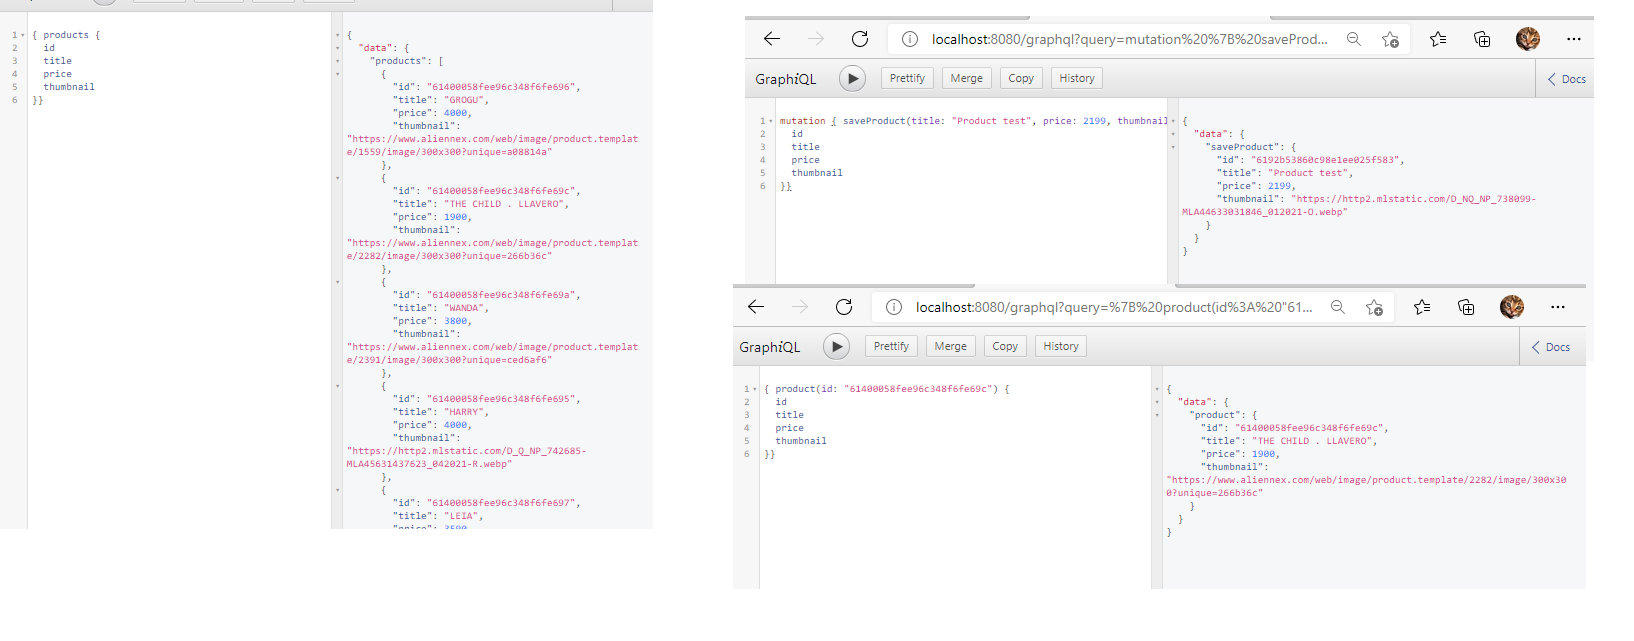 1 { products {
2 id
3 title
4 price
5 thumbnail
6 }}
{
"data": {
"products": [
{
"id": "61400058fee96c348f6fe696",
"title": "GROGU",
"price": 4000,
"thumbnail":
"https://www.aliennex.com/web/image/product.templat
e/1559/image/300x300?unique=a08814a"
},
{
"id": "61400058fee96c348f6fe69c",
"title": "THE CHILD . LLAVERO",
"price": 1900,
"thumbnail":
"https://www.aliennex.com/web/image/product.templat
e/2282/image/300x300?unique=266b36c"
},
{
"id": "61400058fee96c348f6fe69a",
"title": "WANDA",
"price": 3800,
"thumbnail":
"https://www.aliennex.com/web/image/product.templat
e/2391/image/300x300?unique=ced6af6"
},
{
"id": "61400058fee96c348f6fe695",
"title": "HARRY",
"price": 4000,
"thumbnail":
"https://http2.mlstatic.com/D_Q_NP_742685-
MLA45631437623_042021-R.webp"
},
{
"id": "61400058fee96c348f6fe697",
"title": "LEIA",
"price": 3500
localhost:8080/graphql?query=mutation%20%7B%20saveProd...
GraphiQL Prettify Merge Copy History Docs
1 mutation { saveProduct(title: "Product test", price: 2199, thumbnail
2 id
3 title
4 price
5 thumbnail
6 }}
{
"data": {
"saveProduct": {
"id": "6192b53860c98e1ee025f583",
"title": "Product test",
"price": 2199,
"thumbnail": "https://http2.mlstatic.com/D_NQ_NP_738099-
MLA44633031846_012021-O.webp"
}
}
}
localhost:8080/graphql?query=%7B%20product(id%3A%20"61...
GraphiQL Prettify Merge Copy History Docs
1 { product(id: "61400058fee96c348f6fe69c") {
2 id
3 title
4 price
5 thumbnail
6 }}
{
"data": {
"product": {
"id": "61400058fee96c348f6fe69c",
"title": "THE CHILD . LLAVERO",
"price": 1900,
"thumbnail":
"https://www.aliennex.com/web/image/product.template/2282/image/300x30
0?unique=266b36c"
}
}
}